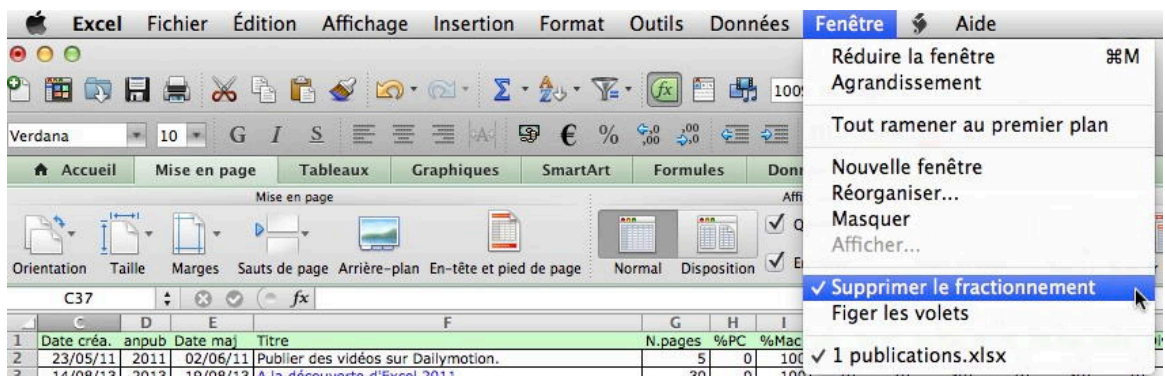 Excel Fichier Édition Affichage Insertion Format Outils Données Fenêtre Aide
Réduire la fenêtre ⌘M
Agrandissement
Tout ramener au premier plan
Nouvelle fenêtre
Réorganiser...
Masquer
Afficher...
✓ Supprimer le fractionnement
Figer les volets
✓ 1 publications.xlsx
fx
Verdana 10 G I S € %
Accueil Mise en page Tableaux Graphiques SmartArt Formules
Mise en page
Orientation Taille Marges Sauts de page Arrière-plan En-tête et pied de page Normal Disposition
C37 fx
C D E F G H I
1 Date créa. anpub Date maj Titre N.pages %PC %Mac
2 23/05/11 2011 02/06/11 Publier des vidéos sur Dailymotion. 5 0 100
3 14/08/13 2013 19/08/13 A la découverte d'Excel 2011 30 0 100